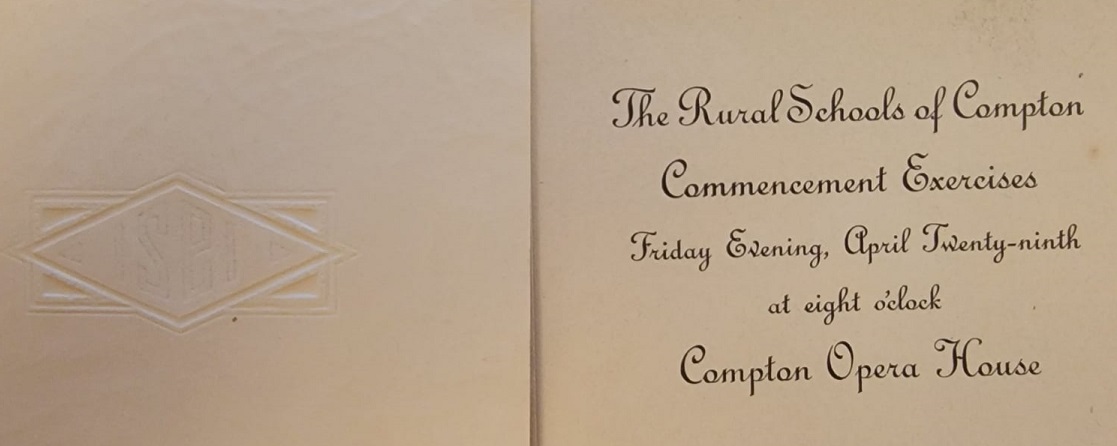 The Rural Schools of Compton
Commencement Exercises
Friday Evening, April Twenty-ninth
at eight o'clock
Compton Opera House